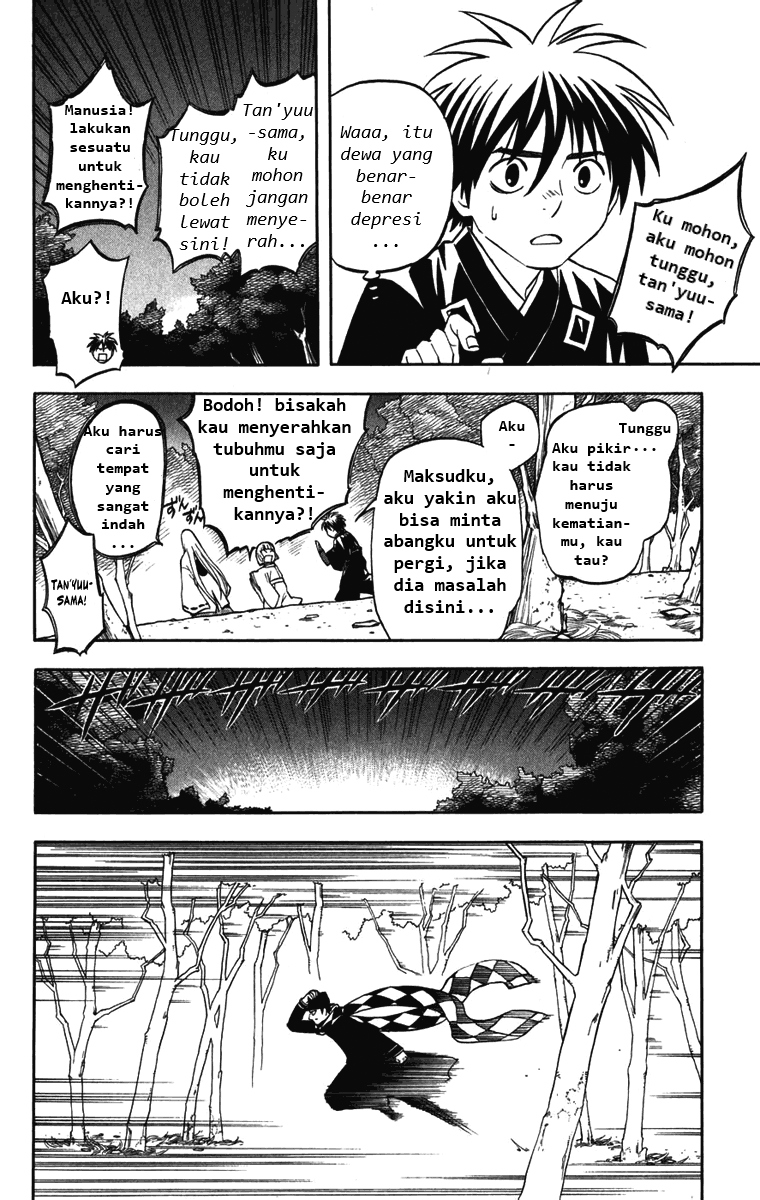 Ku mohon,
aku mohon
tunggu,
tan'yuu-
sama!
Waaa, itu
dewa yang
benar-
benar
depresi
...
Tan'yuu
-sama,
ku
mohon
jangan
menye-
rah...
Tunggu,
kau
tidak
boleh
lewat
sini!
Manusia!
lakukan
sesuatu
untuk
menghenti-
kannya?!
Aku?!
Tunggu
...
Aku pikir
kau tidak
harus
menuju
kematian-
mu, kau
tau?
Aku
-
Maksudku,
aku yakin aku
bisa minta
abangku untuk
pergi, jika
dia masalah
disini...
Bodoh! bisakah
kau menyerahkan
tubuhmu saja
untuk
menghenti-
kannya?!
Aku harus
cari
tempat
yang
sangat
indah
...
ずん
ずん
TAN'YUU-
SAMA!